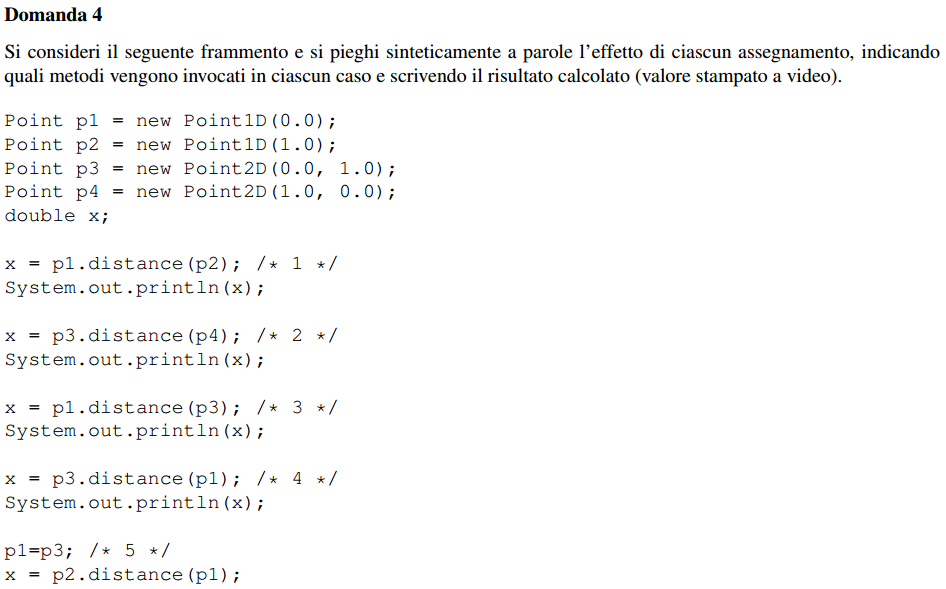 Domanda 4
Si consideri il seguente frammento e si pieghi sinteticamente a parole l'effetto di ciascun assegnamento, indicando
quali metodi vengono invocati in ciascun caso e scrivendo il risultato calcolato (valore stampato a video).
Point p1 = new Point1D(0.0);
Point p2 = new Point1D(1.0);
Point p3 = new Point2D(0.0, 1.0);
Point p4 = new Point2D(1.0, 0.0);
double x;
x = p1.distance(p2); /* 1 */
System.out.println(x);
x = p3.distance(p4); /* 2 */
System.out.println(x);
x = p1.distance(p3); /* 3 */
System.out.println(x);
x = p3.distance(p1); /* 4 */
System.out.println(x);
p1=p3; /* 5 */
x = p2.distance(p1);